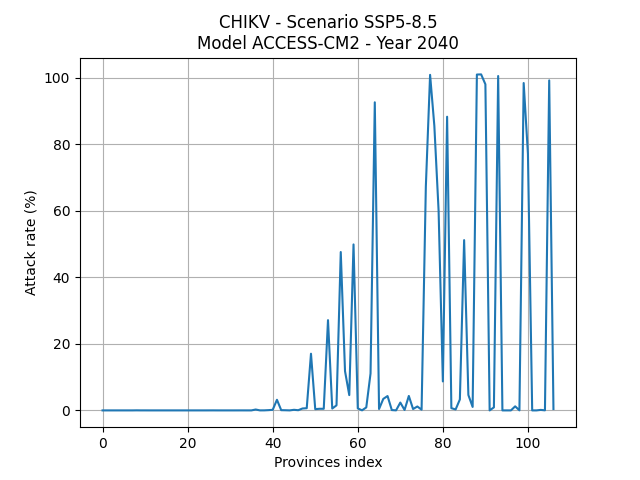 CHIKV - Scenario SSP5-8.5
Model ACCESS-CM2 - Year 2040
Attack rate (%)
100
80
60
40
20
0
0 20 40 60 80 100
Provinces index